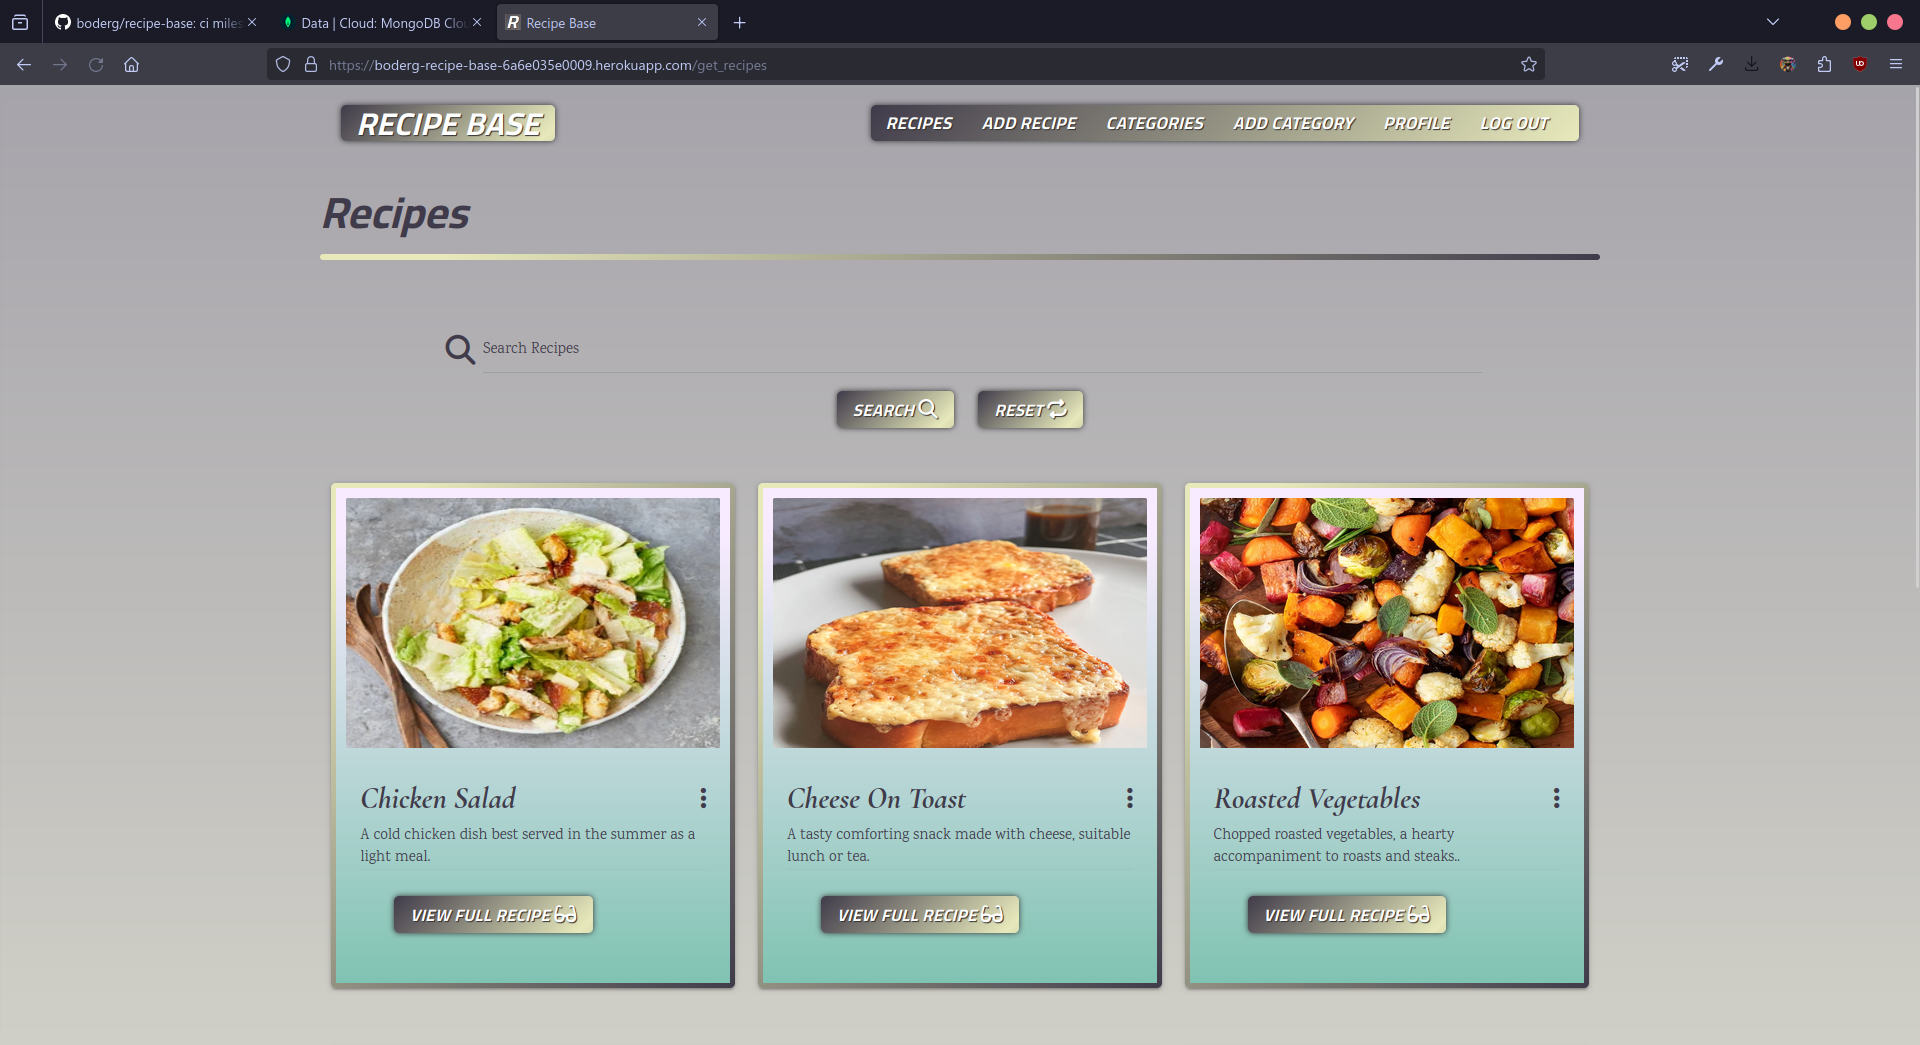 boderg/recipe-base: ci miles
Data | Cloud: MongoDB Clou
Recipe Base
https://boderg-recipe-base-6a6e035e0009.herokuapp.com/get_recipes
RECIPE BASE
RECIPES ADD RECIPE CATEGORIES ADD CATEGORY PROFILE LOG OUT
Recipes
Search Recipes
SEARCH
RESET
Chicken Salad
A cold chicken dish best served in the summer as a
light meal.
VIEW FULL RECIPE
Cheese On Toast
A tasty comforting snack made with cheese, suitable
lunch or tea.
VIEW FULL RECIPE
Roasted Vegetables
Chopped roasted vegetables, a hearty
accompaniment to roasts and steaks..
VIEW FULL RECIPE